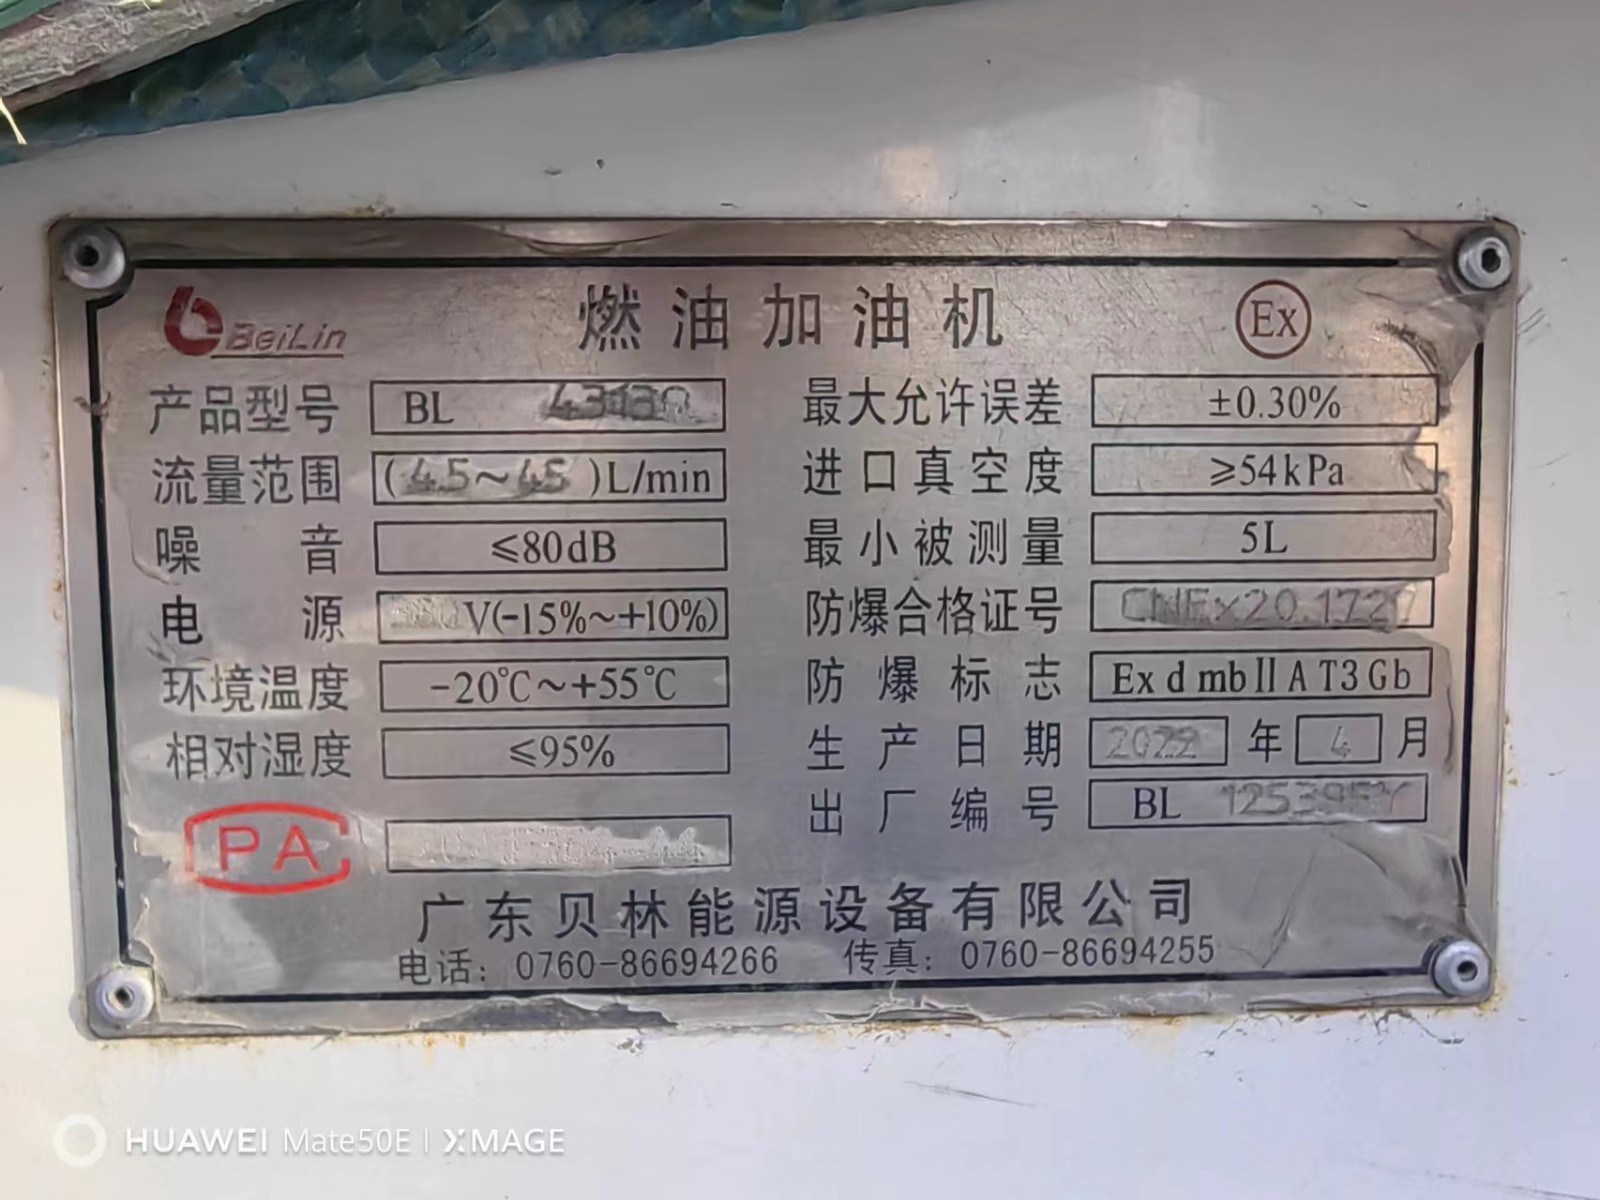 BeiLin 燃油加油机 Ex
产品型号 BL 最大允许误差 ±0.30%
流量范围 (4.5~45)L/min 进口真空度 ≥54kPa
噪音 ≤80dB 最小被测量 5L
电源 V(-15%~+10%) 防爆合格证号
环境温度 -20℃~+55℃ 防爆标志 Ex d mb II A T3 Gb
相对湿度 ≤95% 生产日期 2022 年 4 月
出厂编号 BL
PA
广东贝林能源设备有限公司
电话: 0760-86694266 传真: 0760-86694255
HUAWEI Mate50E | XMAGE